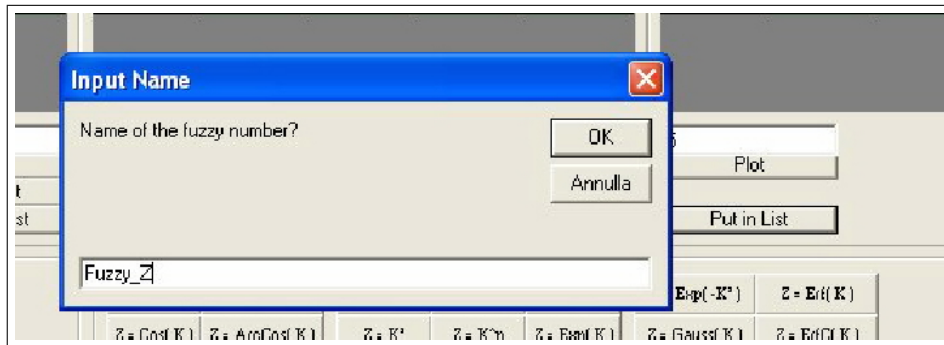 Input Name
Name of the fuzzy number?
OK
Annulla
Plot
Put in List
Fuzzy_Z
st
Exp( -K² ) Z = Erf( K )
Z = Cos( K ) Z = ArcCos( K ) Z = K² Z = K^n Z = Exp( K ) Z = Gauss( K ) Z = ErfC( K )